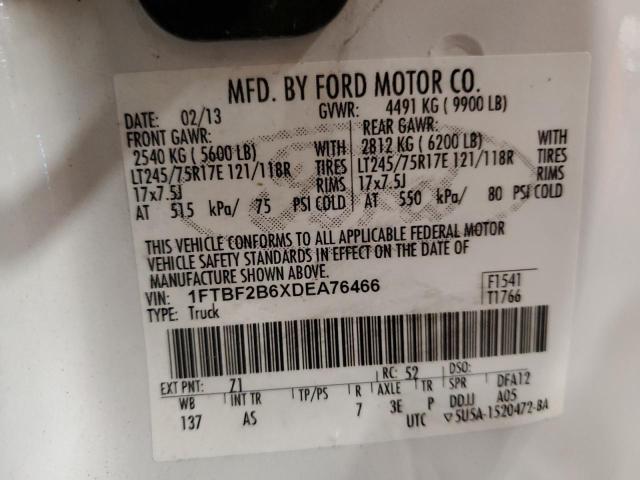 MFD. BY FORD MOTOR CO.
DATE: 02/13 GVWR: 4491 KG ( 9900 LB)
FRONT GAWR: REAR GAWR:
2540 KG ( 5600 LB) WITH 2812 KG ( 6200 LB) WITH
LT245/75R17E 121/118R TIRES LT245/75R17E 121/118R TIRES
17x7.5J RIMS 17x7.5J RIMS
AT 515 kPa/ 75 PSI COLD AT 550 kPa/ 80 PSI COLD
THIS VEHICLE CONFORMS TO ALL APPLICABLE FEDERAL MOTOR
VEHICLE SAFETY STANDARDS IN EFFECT ON THE DATE OF
MANUFACTURE SHOWN ABOVE.
VIN: 1FTBF2B6XDEA76466 F1541
TYPE: Truck T1766
EXT PNT: 71 RC: 52 DSO:
WB INT TR TP/PS R AXLE TR SPR DFA12
137 AS 7 3E P DDJJ A05
UTC ▽5U5A-1520472-BA